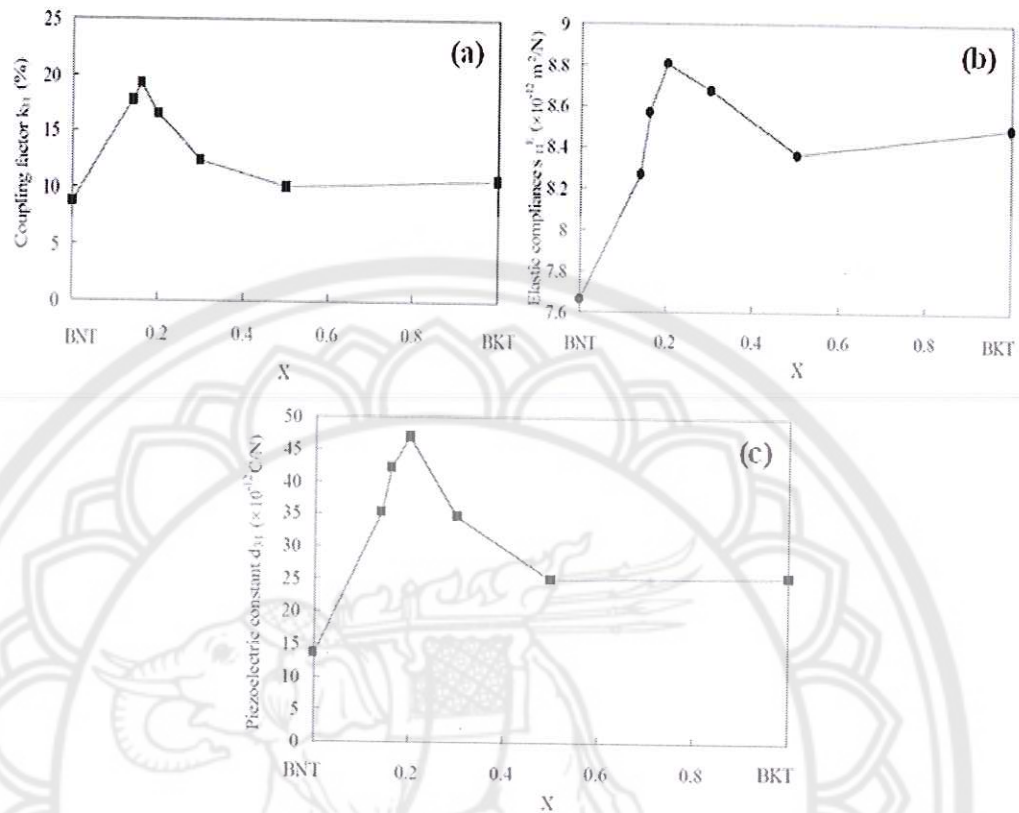 (a)
Coupling factor k31 (%)
25
20
15
10
5
0
BNT 0.2 0.4 0.6 0.8 BKT
X
(b)
Elastic compliance s11E (×10-12 m2/N)
9
8.8
8.6
8.4
8.2
8
7.8
7.6
BNT 0.2 0.4 0.6 0.8 BKT
X
(c)
Piezoelectric constant d31 (×10-12 C/N)
50
45
40
35
30
25
20
15
10
5
0
BNT 0.2 0.4 0.6 0.8 BKT
X